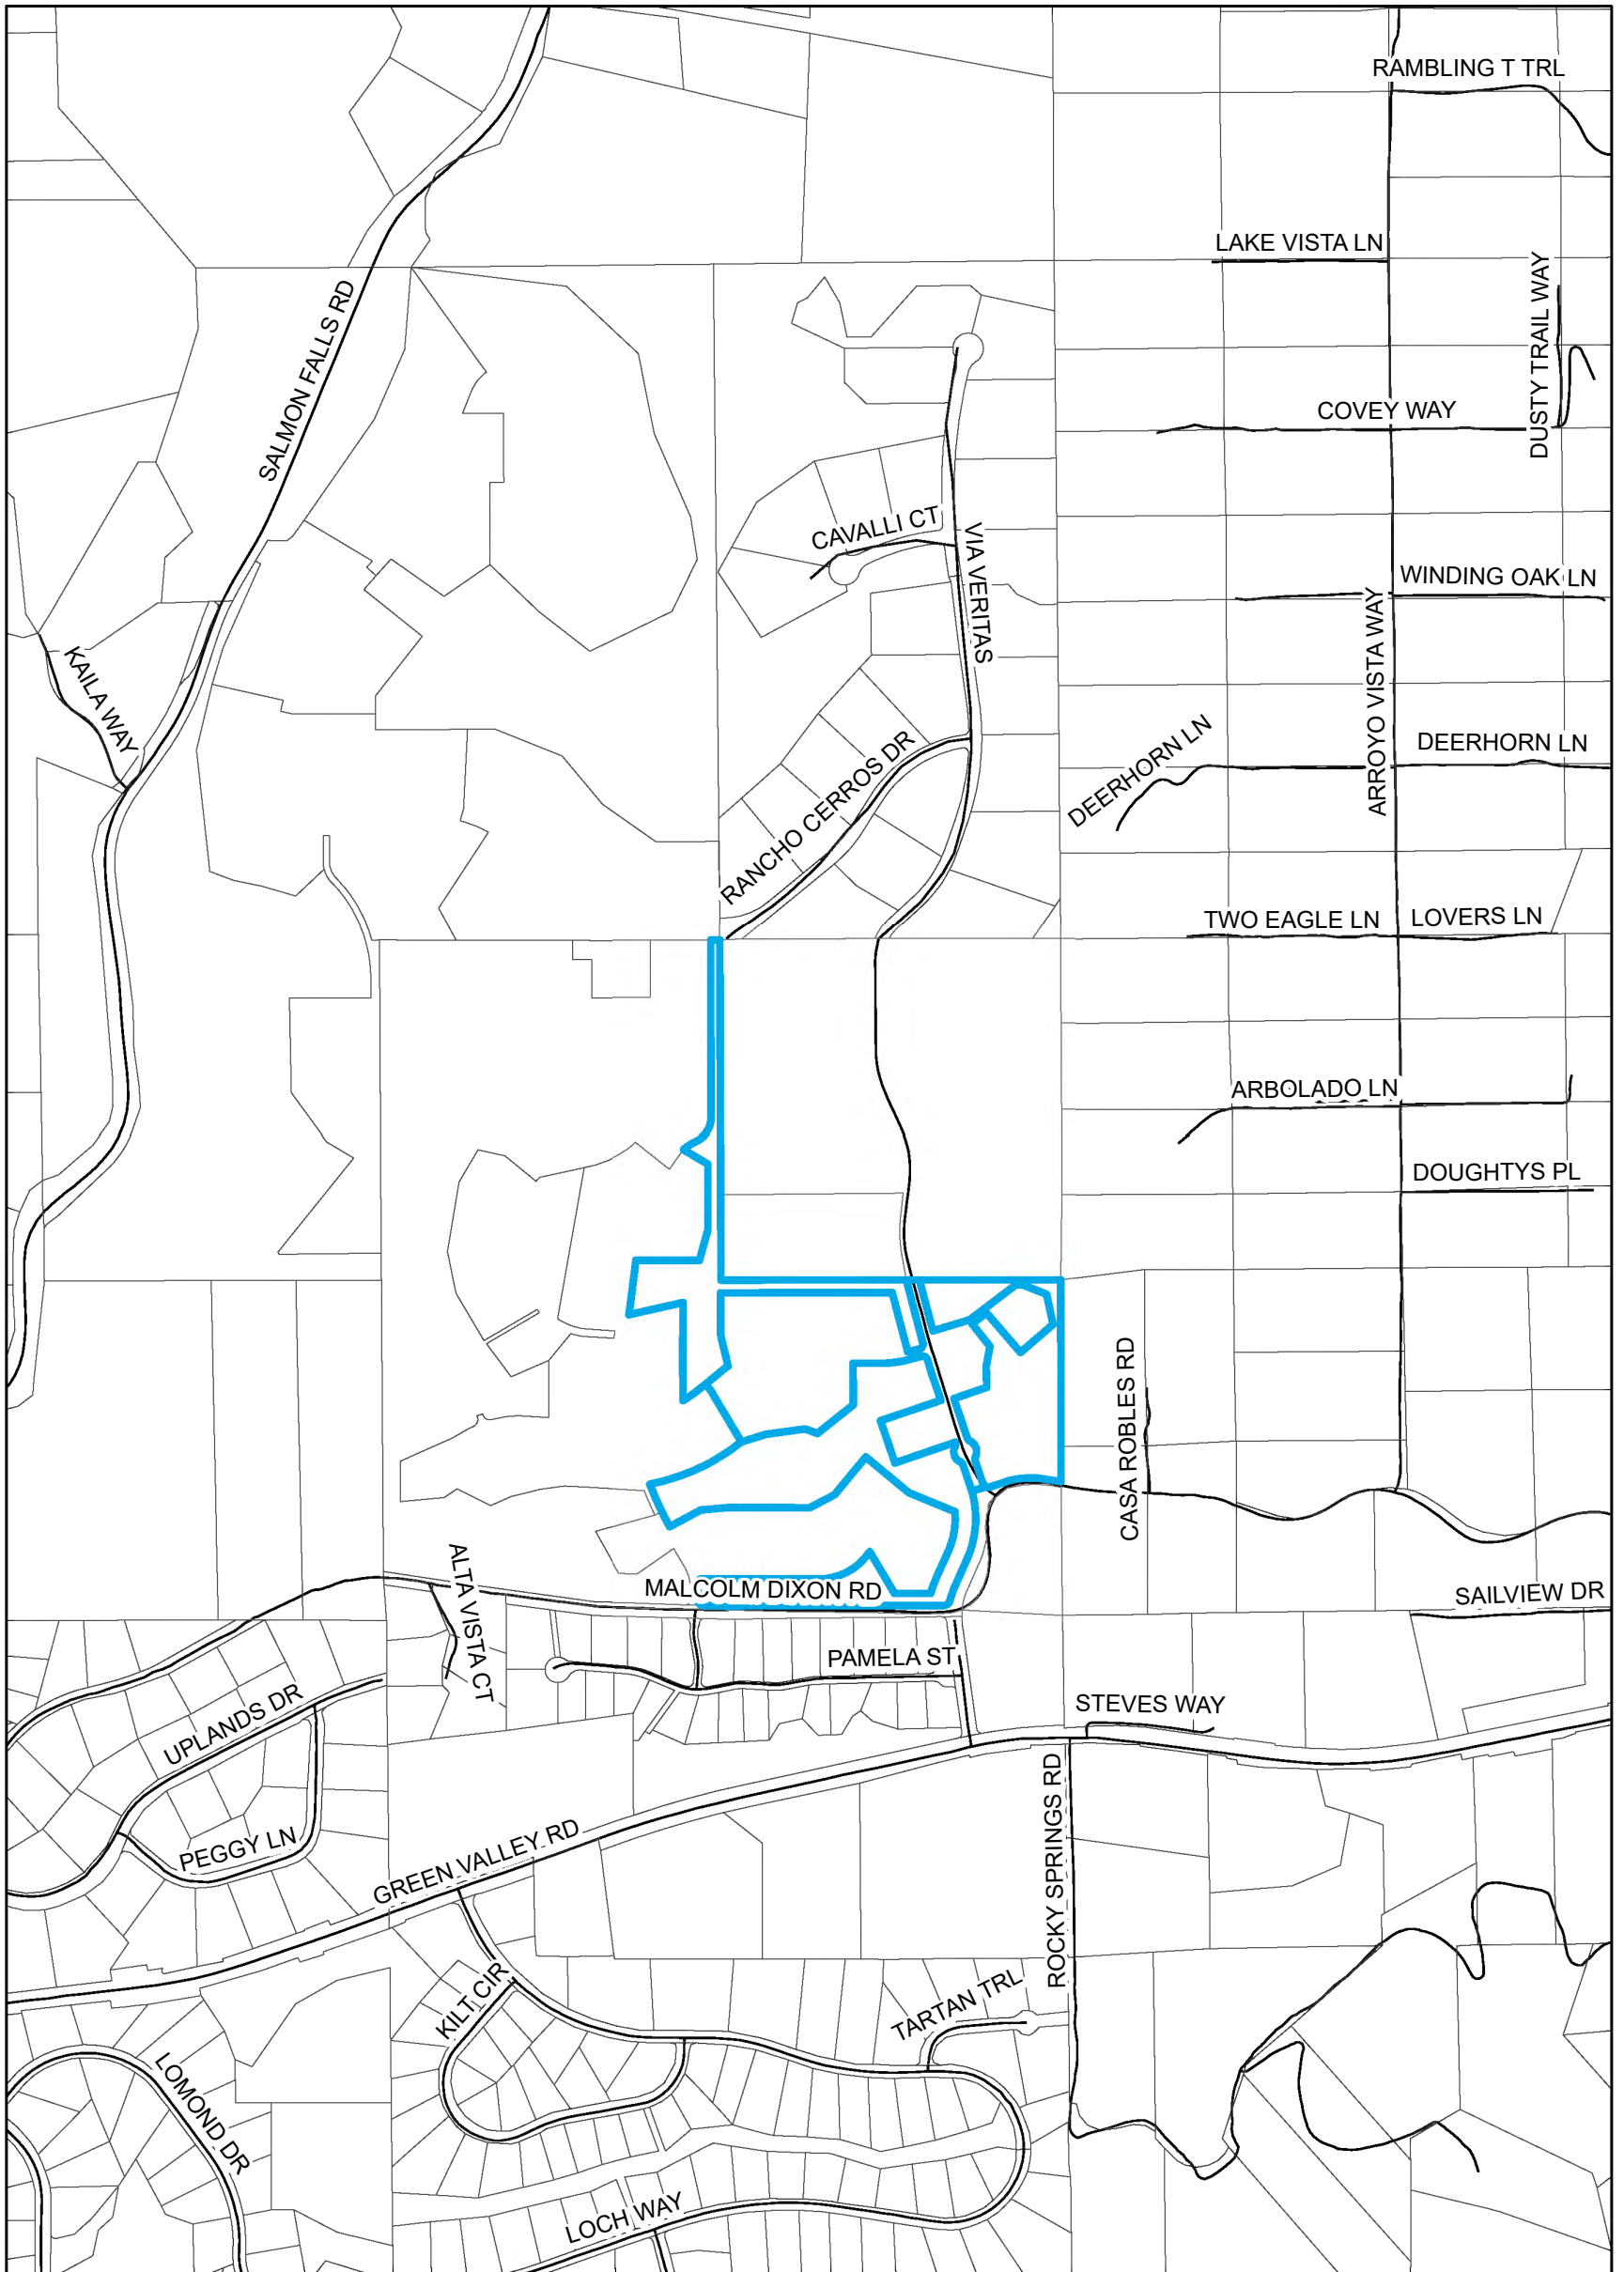 RAMBLING T TRL
LAKE VISTA LN
DUSTY TRAIL WAY
SALMON FALLS RD
COVEY WAY
CAVALLI CT
VIA VERITAS
WINDING OAK LN
ARROYO VISTA WAY
KAILA WAY
DEERHORN LN
DEERHORN LN
RANCHO CERROS DR
TWO EAGLE LN
LOVERS LN
ARBOLADO LN
DOUGHTYS PL
CASA ROBLES RD
ALTA VISTA CT
MALCOLM DIXON RD
SAILVIEW DR
PAMELA ST
UPLANDS DR
STEVES WAY
PEGGY LN
GREEN VALLEY RD
ROCKY SPRINGS RD
KILT CIR
TARTAN TRL
LOMOND DR
LOCH WAY